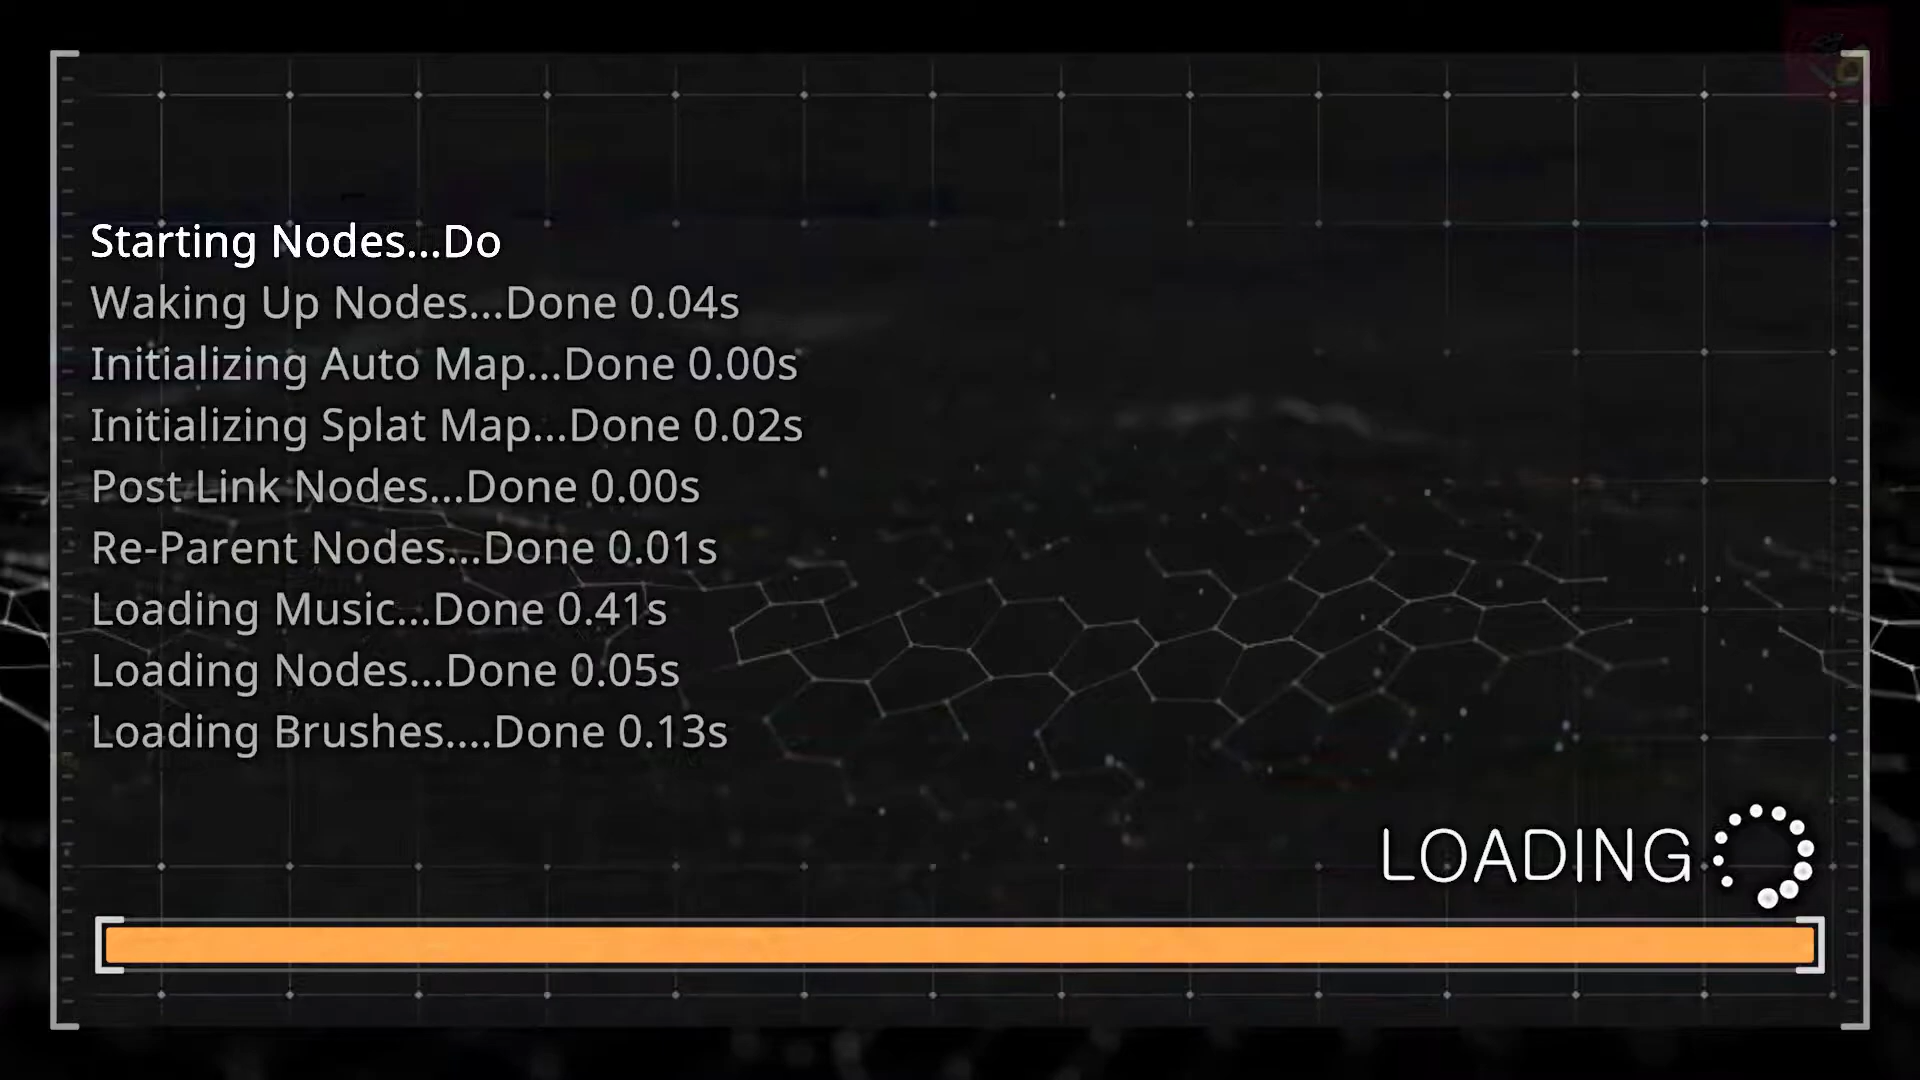 Starting Nodes...Do
Waking Up Nodes...Done 0.04s
Initializing Auto Map...Done 0.00s
Initializing Splat Map...Done 0.02s
Post Link Nodes...Done 0.00s
Re-Parent Nodes...Done 0.01s
Loading Music...Done 0.41s
Loading Nodes...Done 0.05s
Loading Brushes....Done 0.13s
LOADING